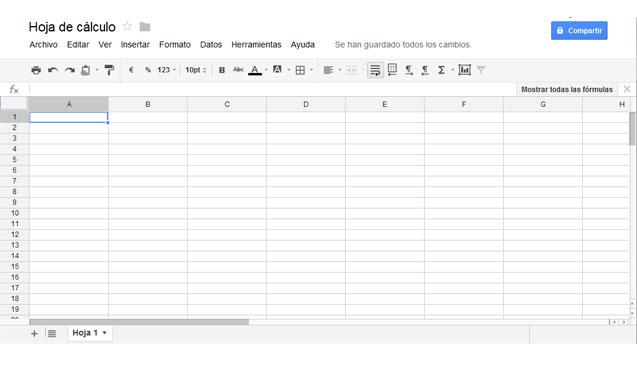 Hoja de cálculo
Compartir
Archivo Editar Ver Insertar Formato Datos Herramientas Ayuda Se han guardado todos los cambios.
€ % 123 10pt B Abc A A Σ
fx Mostrar todas las fórmulas
A B C D E F G H
1
2
3
4
5
6
7
8
9
10
11
12
13
14
15
16
17
18
19
20
Hoja 1